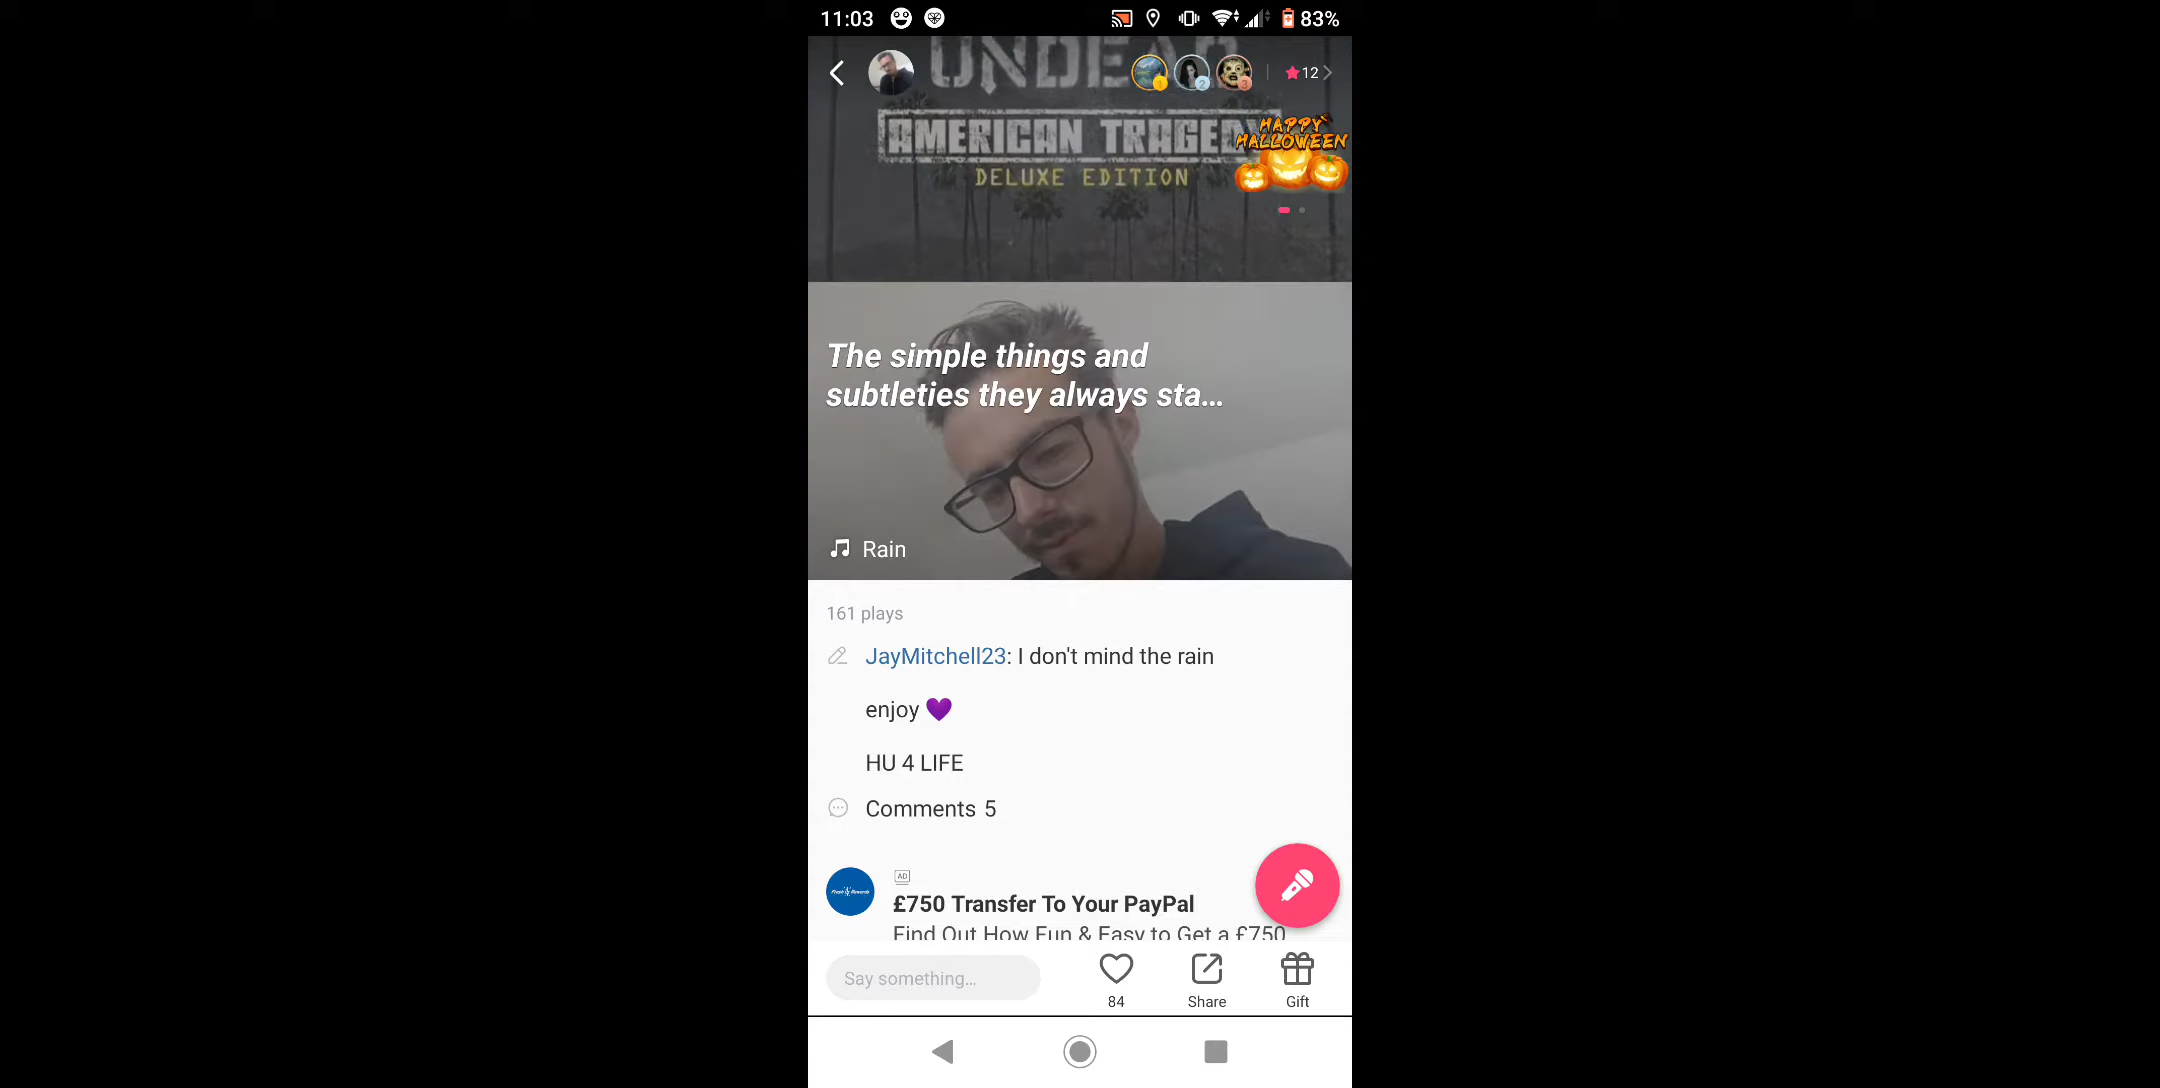 11:03
83%
UNDEAD
12
AMERICAN TRAGEDY
HAPPY
HALLOWEEN
DELUXE EDITION
The simple things and
subtleties they always sta...
Rain
161 plays
JayMitchell23: I don't mind the rain
enjoy 💜
HU 4 LIFE
Comments 5
AD
£750 Transfer To Your PayPal
Find Out How Fun & Easy to Get a £750
Say something...
84
Share
Gift